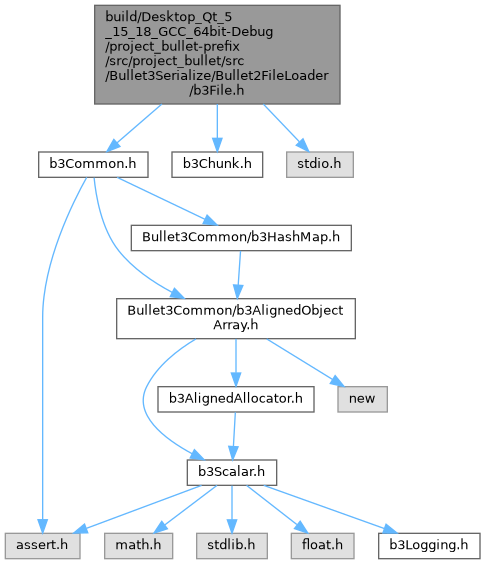 build/Desktop_Qt_5
_15_18_GCC_64bit-Debug
/project_bullet-prefix
/src/project_bullet/src
/Bullet3Serialize/Bullet2FileLoader
/b3File.h
b3Common.h
b3Chunk.h
stdio.h
Bullet3Common/b3HashMap.h
Bullet3Common/b3AlignedObject
Array.h
b3AlignedAllocator.h
new
b3Scalar.h
assert.h
math.h
stdlib.h
float.h
b3Logging.h